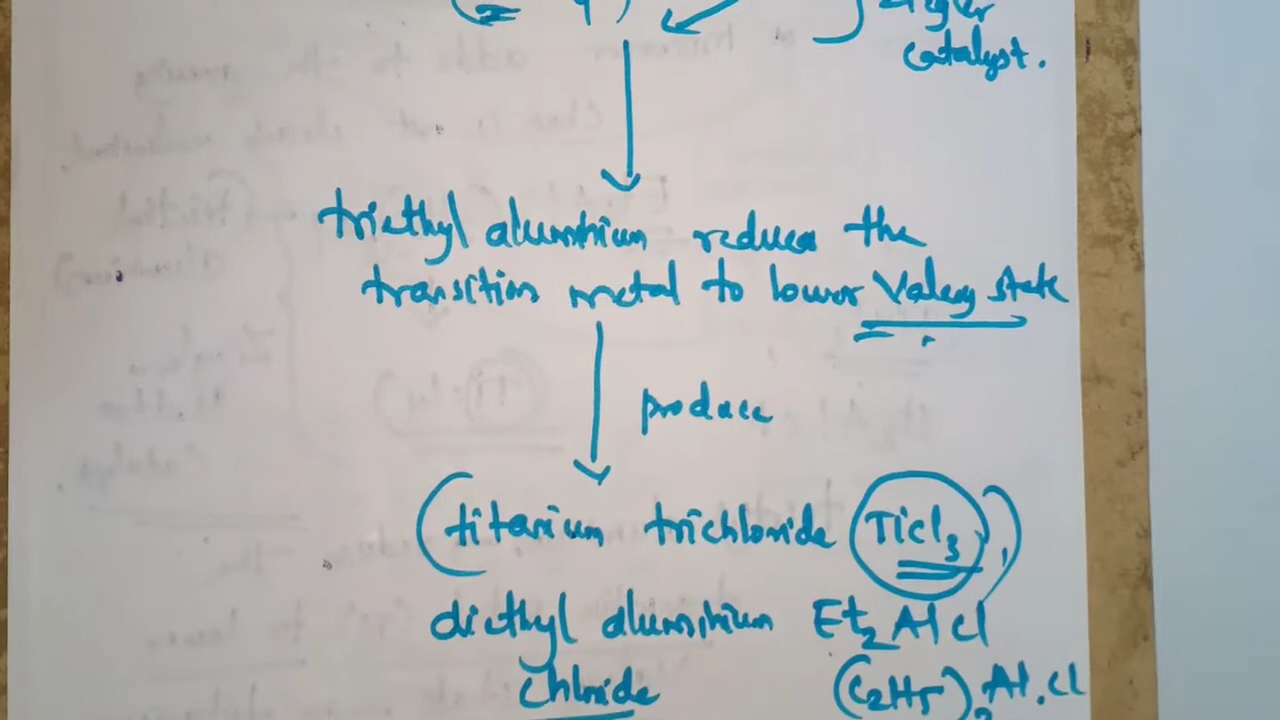 catalyst.
triethyl aluminium reduces the
transition metal to lower Valency state
produce
(titanium trichloride (TiCl3),
diethyl aluminium Et2AlCl
chloride (C2H5)2Al.Cl